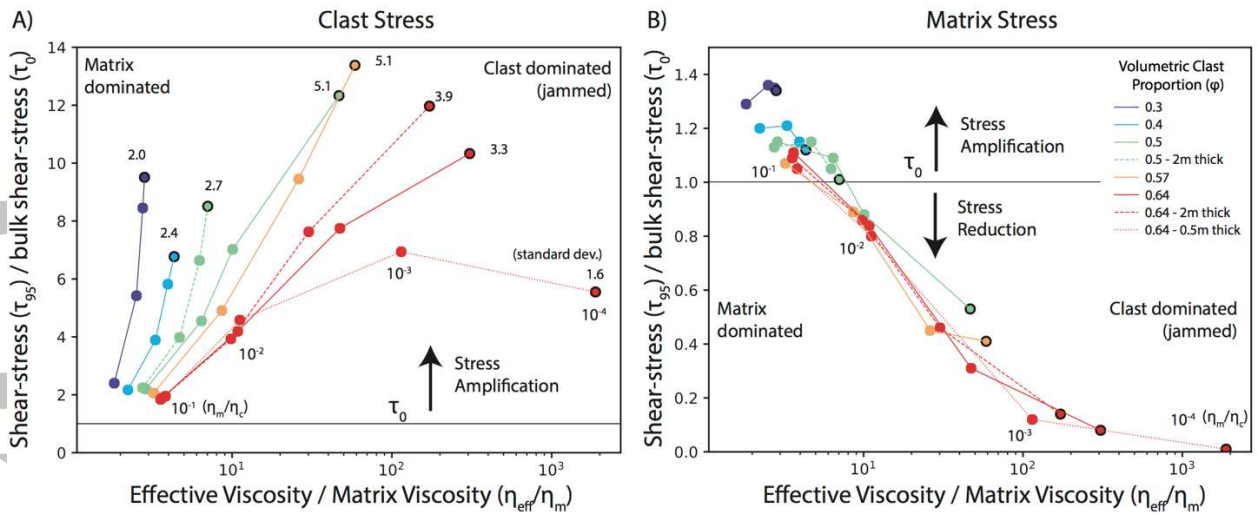 A)
Clast Stress
Shear-stress (τ95) / bulk shear-stress (τ0)
14
12
10
8
6
4
2
0
Matrix
dominated
Clast dominated
(jammed)
2.0
2.4
2.7
5.1
5.1
3.9
3.3
(standard dev.)
1.6
10-3
10-4
10-2
10-1 (ηm/ηc)
τ0
Stress
Amplification
101
102
103
Effective Viscosity / Matrix Viscosity (ηeff/ηm)
B)
Matrix Stress
Shear-stress (τ95) / bulk shear-stress (τ0)
1.4
1.2
1.0
0.8
0.6
0.4
0.2
0.0
Volumetric Clast
Proportion (φ)
0.3
0.4
0.5
0.5 - 2m thick
0.57
0.64
0.64 - 2m thick
0.64 - 0.5m thick
Stress
Amplification
τ0
Stress
Reduction
10-1
10-2
Matrix
dominated
Clast dominated
(jammed)
10-3
10-4 (ηm/ηc)
101
102
103
Effective Viscosity / Matrix Viscosity (ηeff/ηm)